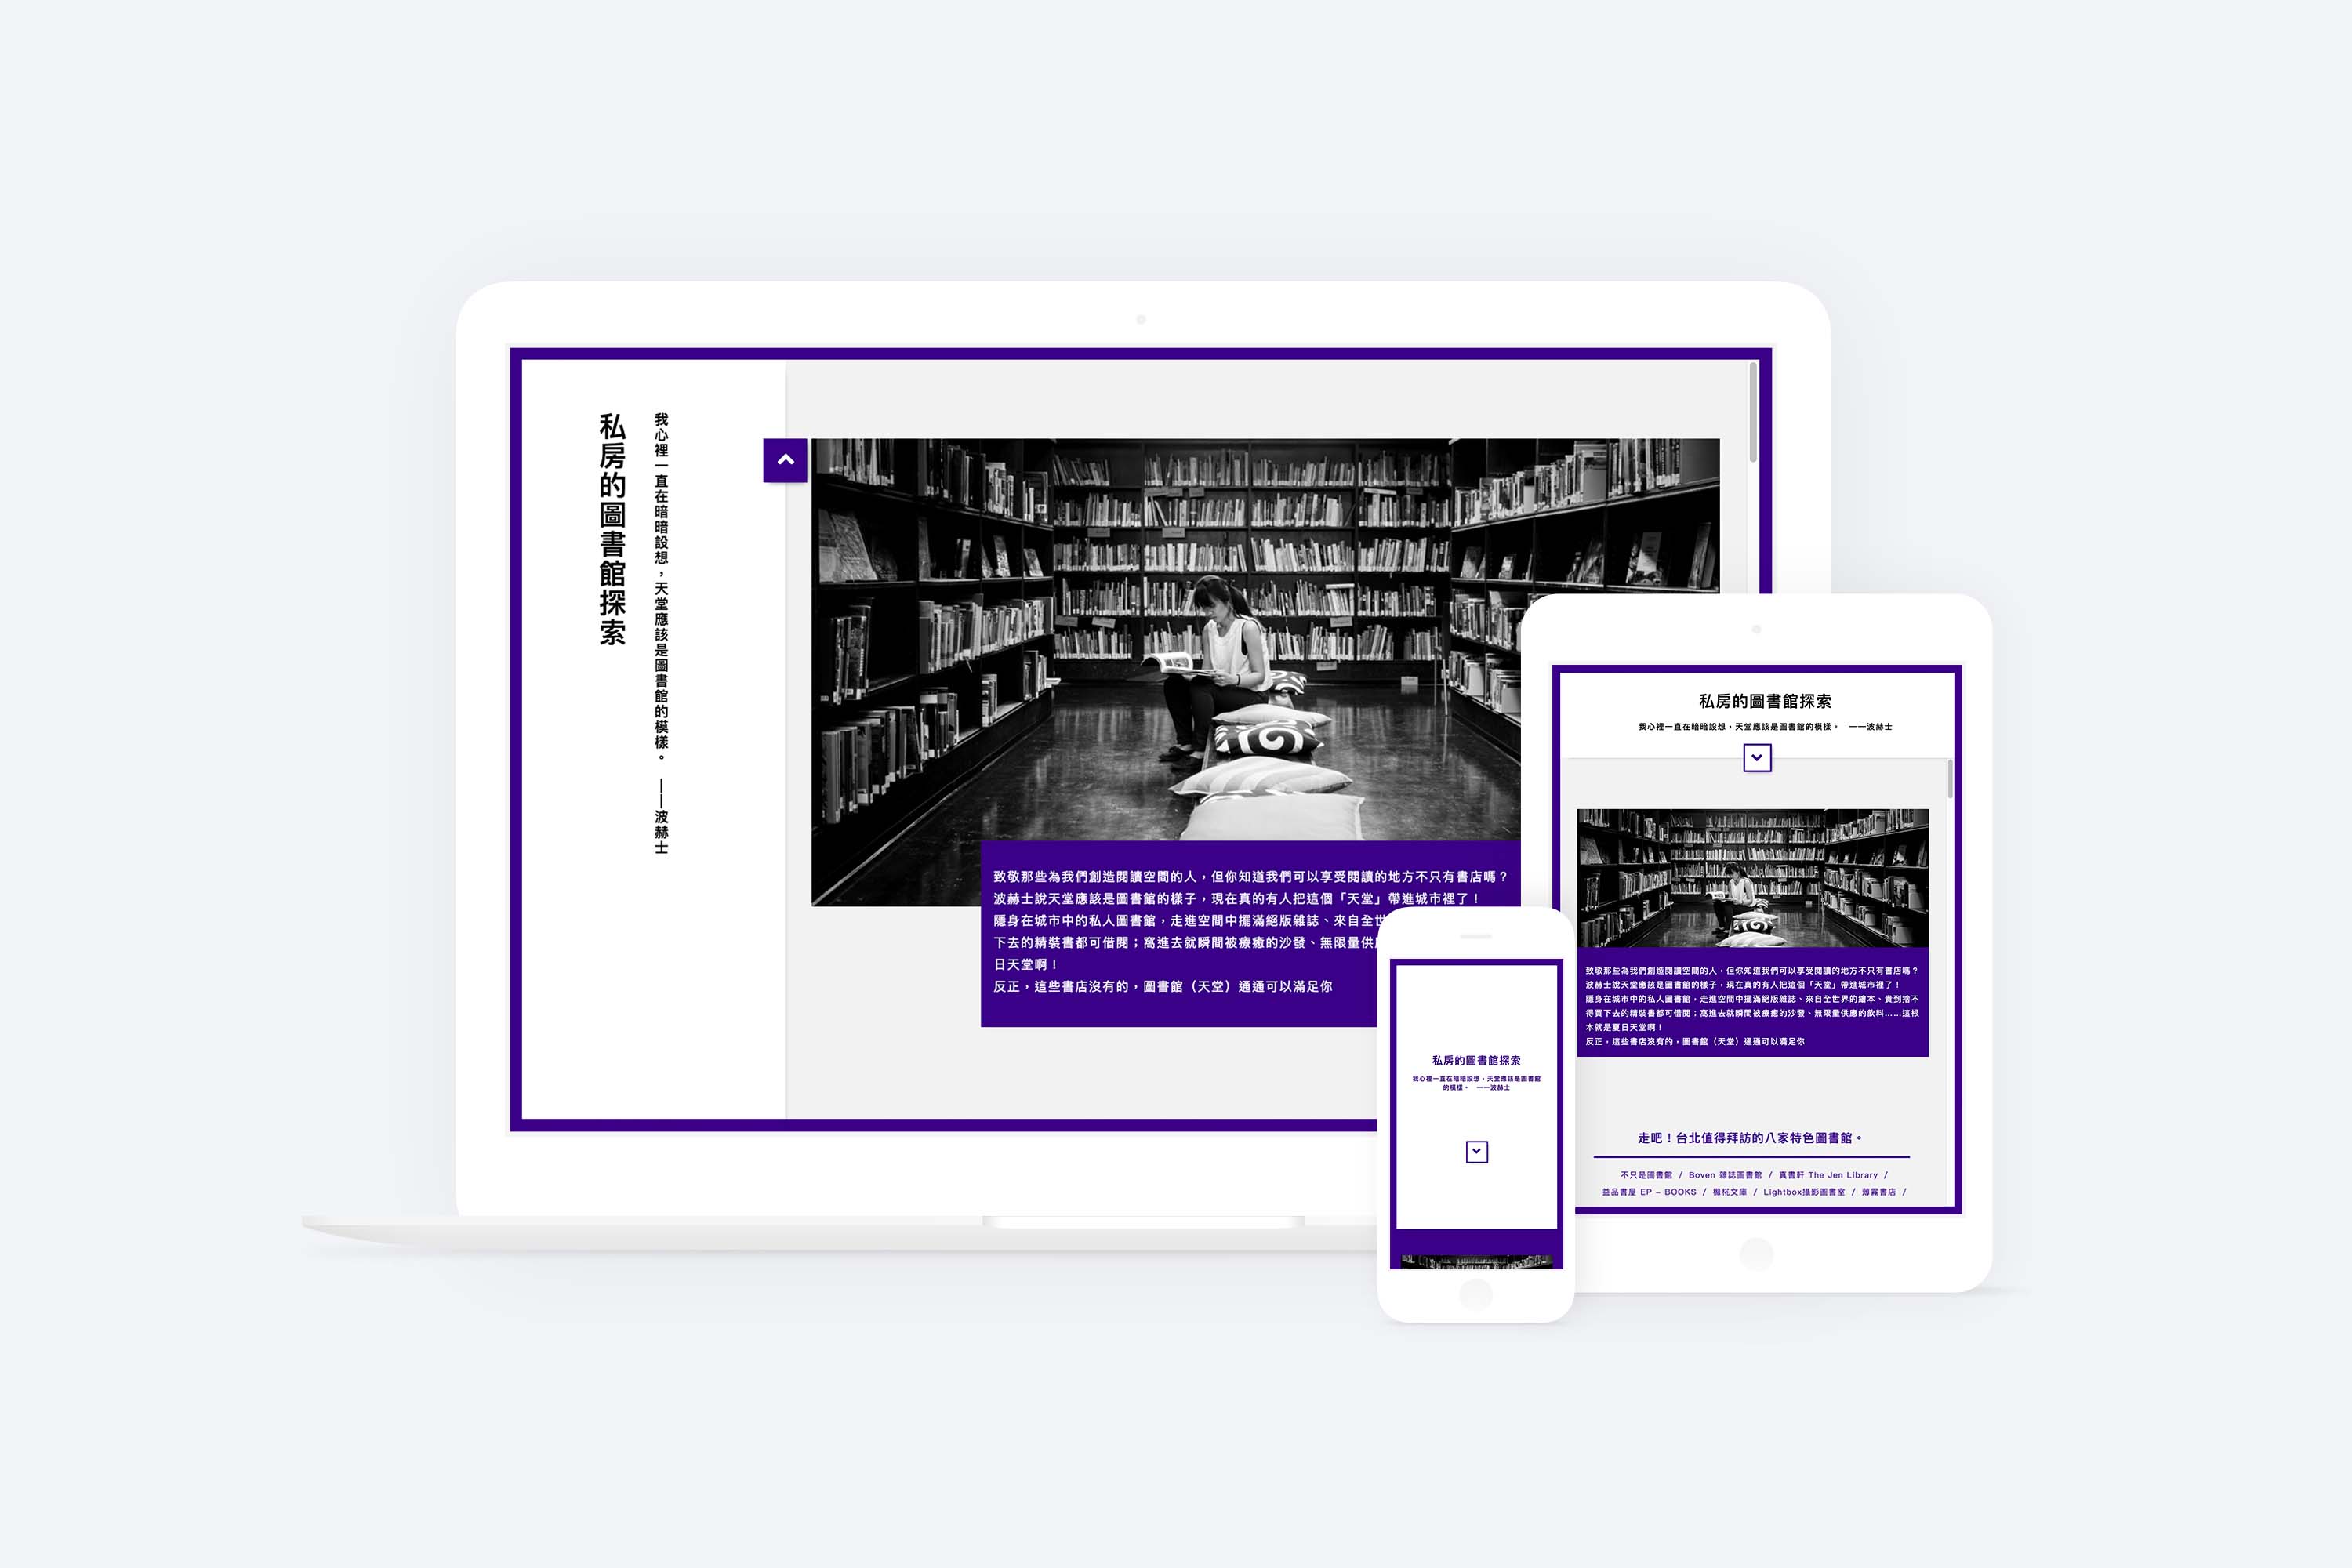 私房的圖書館探索
我心裡一直在暗暗設想，天堂應該是圖書館的模樣。 ——波赫士
致敬那些為我們創造閱讀空間的人，但你知道我們可以享受閱讀的地方不只有書店嗎？
波赫士說天堂應該是圖書館的樣子，現在真的有人把這個「天堂」帶進城市裡了！
隱身在城市中的私人圖書館，走進空間中擺滿絕版雜誌、來自全世
下去的精裝書都可借閱；窩進去就瞬間被療癒的沙發、無限量供
日天堂啊！
反正，這些書店沒有的，圖書館（天堂）通通可以滿足你
私房的圖書館探索
我心裡一直在暗暗設想，天堂應該是圖書館的模樣。 ——波赫士
致敬那些為我們創造閱讀空間的人，但你知道我們可以享受閱讀的地方不只有書店嗎？
波赫士說天堂應該是圖書館的樣子，現在真的有人把這個「天堂」帶進城市裡了！
隱身在城市中的私人圖書館，走進空間中擺滿絕版雜誌、來自全世界的繪本、貴到捨不
得買下去的精裝書都可借閱；窩進去就瞬間被療癒的沙發、無限量供應的飲料……這根
本就是夏日天堂啊！
反正，這些書店沒有的，圖書館（天堂）通通可以滿足你
走吧！台北值得拜訪的八家特色圖書館。
不只是圖書館 / Boven 雜誌圖書館 / 真書軒 The Jen Library /
益品書屋 EP – BOOKS / 懶椛文庫 / Lightbox攝影圖書室 / 薄霧書店 /
私房的圖書館探索
我心裡一直在暗暗設想，天堂應該是圖書館
的模樣。 ——波赫士